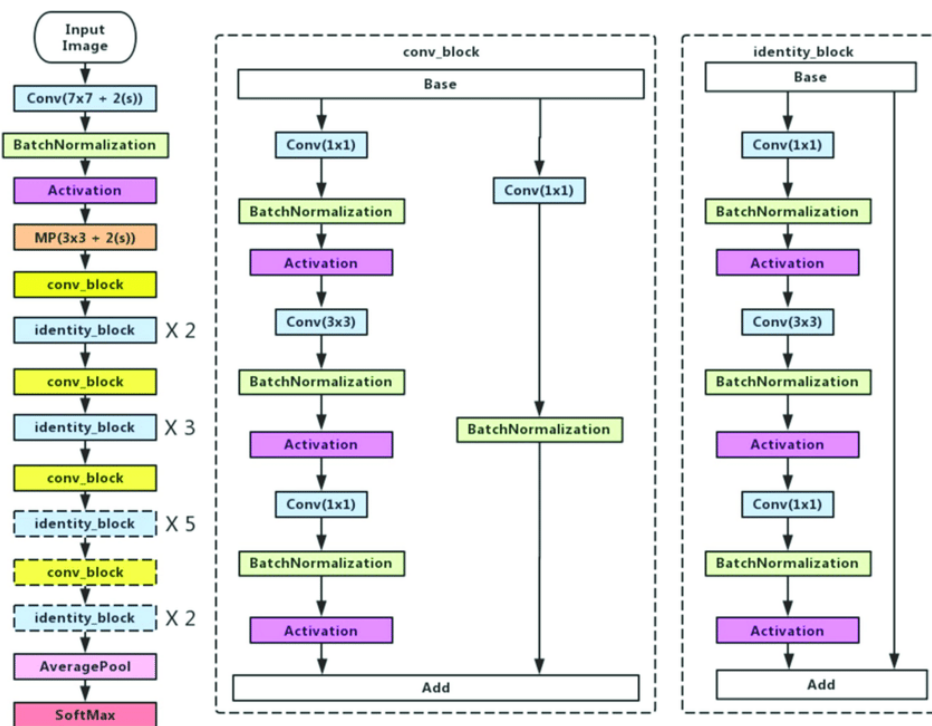 Input
Image
Conv(7x7 + 2(s))
BatchNormalization
Activation
MP(3x3 + 2(s))
conv_block
identity_block X 2
conv_block
identity_block X 3
conv_block
identity_block X 5
conv_block
identity_block X 2
AveragePool
SoftMax
conv_block
Base
Conv(1x1)
BatchNormalization
Activation
Conv(3x3)
BatchNormalization
Activation
Conv(1x1)
BatchNormalization
Activation
Conv(1x1)
BatchNormalization
Add
identity_block
Base
Conv(1x1)
BatchNormalization
Activation
Conv(3x3)
BatchNormalization
Activation
Conv(1x1)
BatchNormalization
Activation
Add